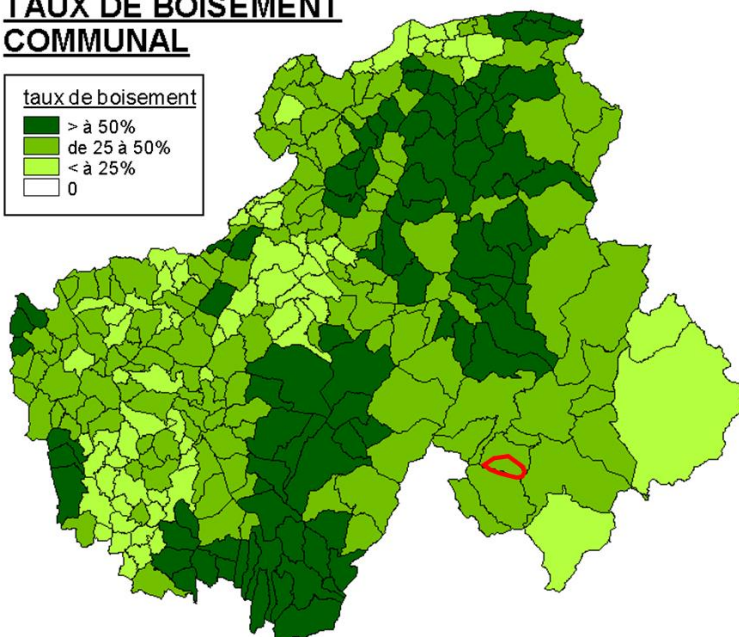 TAUX DE BOISEMENT
COMMUNAL
taux de boisement
> à 50%
de 25 à 50%
< à 25%
0